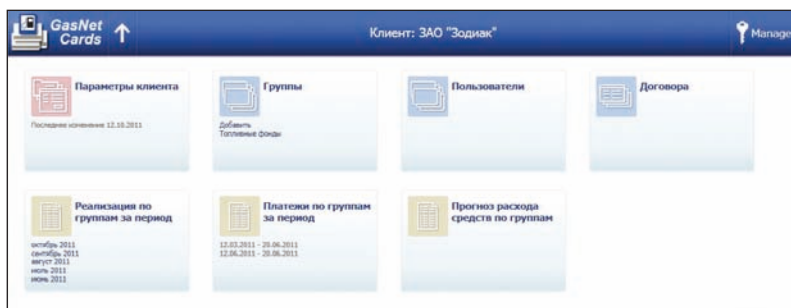 GasNet
Cards
Клиент: ЗАО "Зодиак"
Manage
Параметры клиента
Последнее изменение 12.10.2011
Группы
Добавить
Топливные фонды
Пользователи
Договора
Реализация по
группам за период
октябрь 2011
сентябрь 2011
август 2011
июль 2011
июнь 2011
Платежи по группам
за период
12.03.2011 - 20.06.2011
12.06.2011 - 20.06.2011
Прогноз расхода
средств по группам